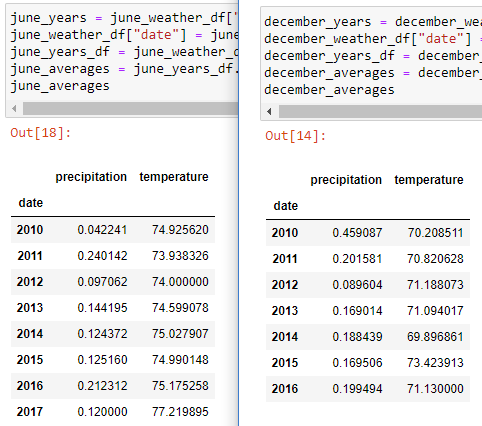 june_years = june_weather_df["
june_weather_df["date"] = june
june_years_df = june_weather_d
june_averages = june_years_df.
june_averages
Out[18]:
precipitation temperature
date
2010 0.042241 74.925620
2011 0.240142 73.938326
2012 0.097062 74.000000
2013 0.144195 74.599078
2014 0.124372 75.027907
2015 0.125160 74.990148
2016 0.212312 75.175258
2017 0.120000 77.219895
december_years = december_wea
december_weather_df["date"] =
december_years_df = december_
december_averages = december_
december_averages
Out[14]:
precipitation temperature
date
2010 0.459087 70.208511
2011 0.201581 70.820628
2012 0.089604 71.188073
2013 0.169014 71.094017
2014 0.188439 69.896861
2015 0.169506 73.423913
2016 0.199494 71.130000